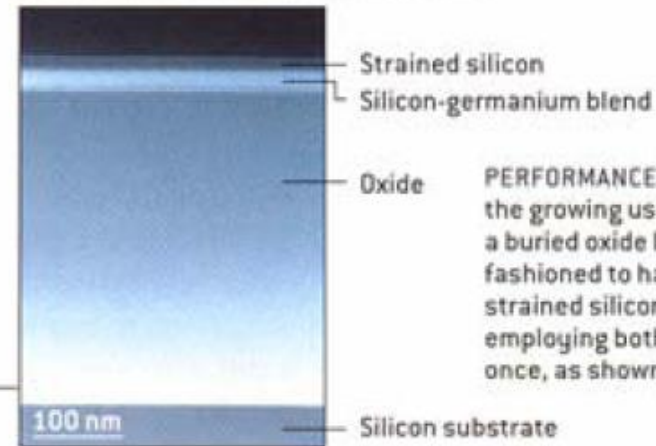 Strained silicon
Silicon-germanium blend
Oxide
PERFORMANCE
the growing us
a buried oxide
fashioned to ha
strained silicon
employing both
once, as shown
100 nm
Silicon substrate